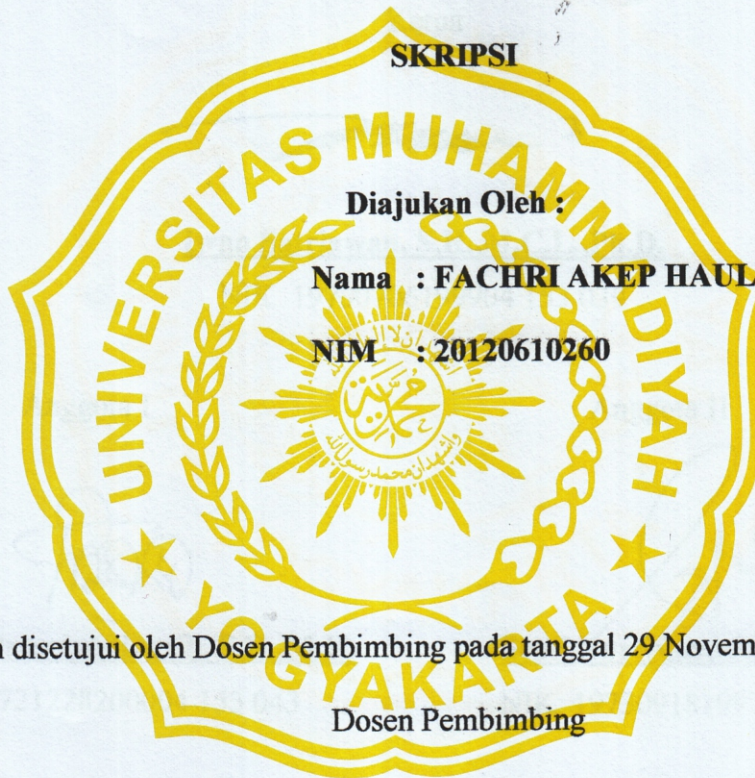 SKRIPSI
UNIVERSITAS MUHAMMADIYAH
Diajukan Oleh :
Nama : FACHRI AKEP HAUL
NIM : 20120610260
محمدية
disetujui oleh Dosen Pembimbing pada tanggal 29 Novem
YOGYAKARTA
Dosen Pembimbing